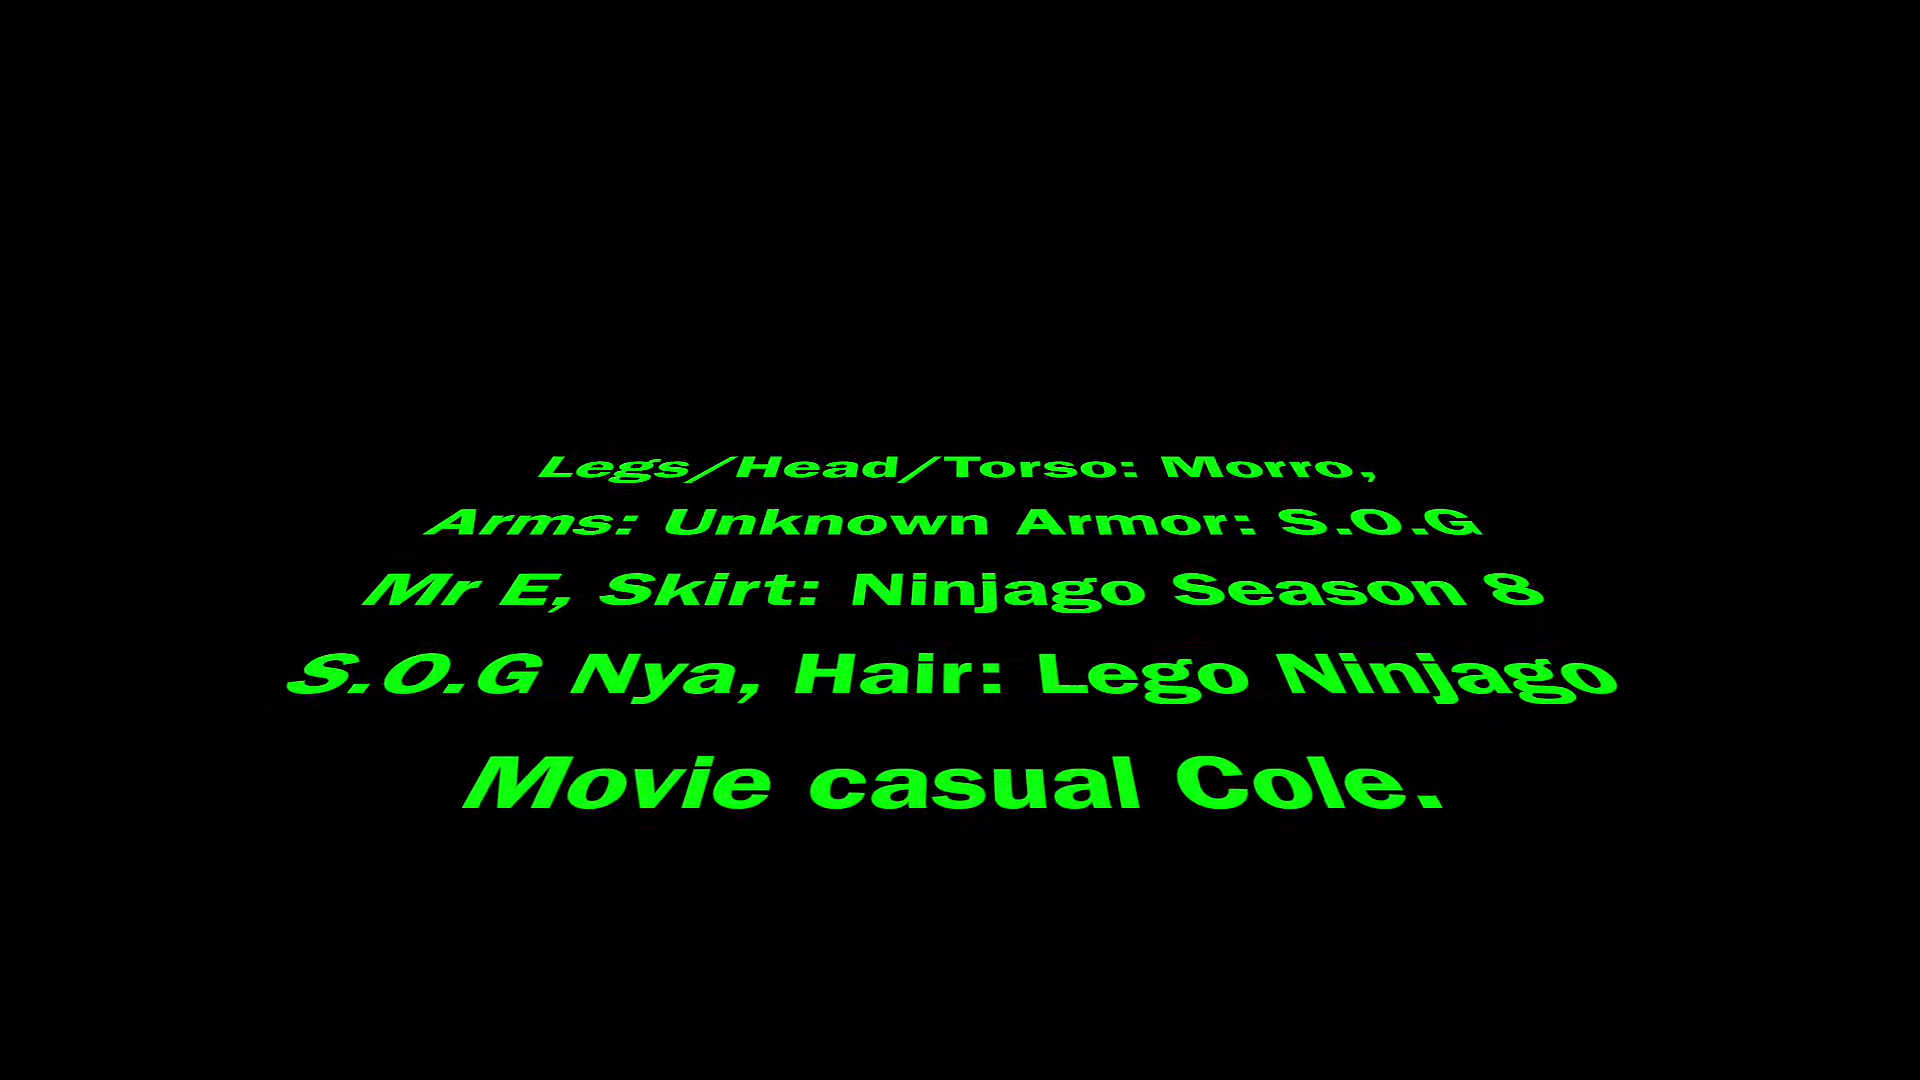 Legs/Head/Torso: Morro,
Arms: Unknown Armor: S.O.G
Mr E, Skirt: Ninjago Season 8
S.O.G Nya, Hair: Lego Ninjago
Movie casual Cole.